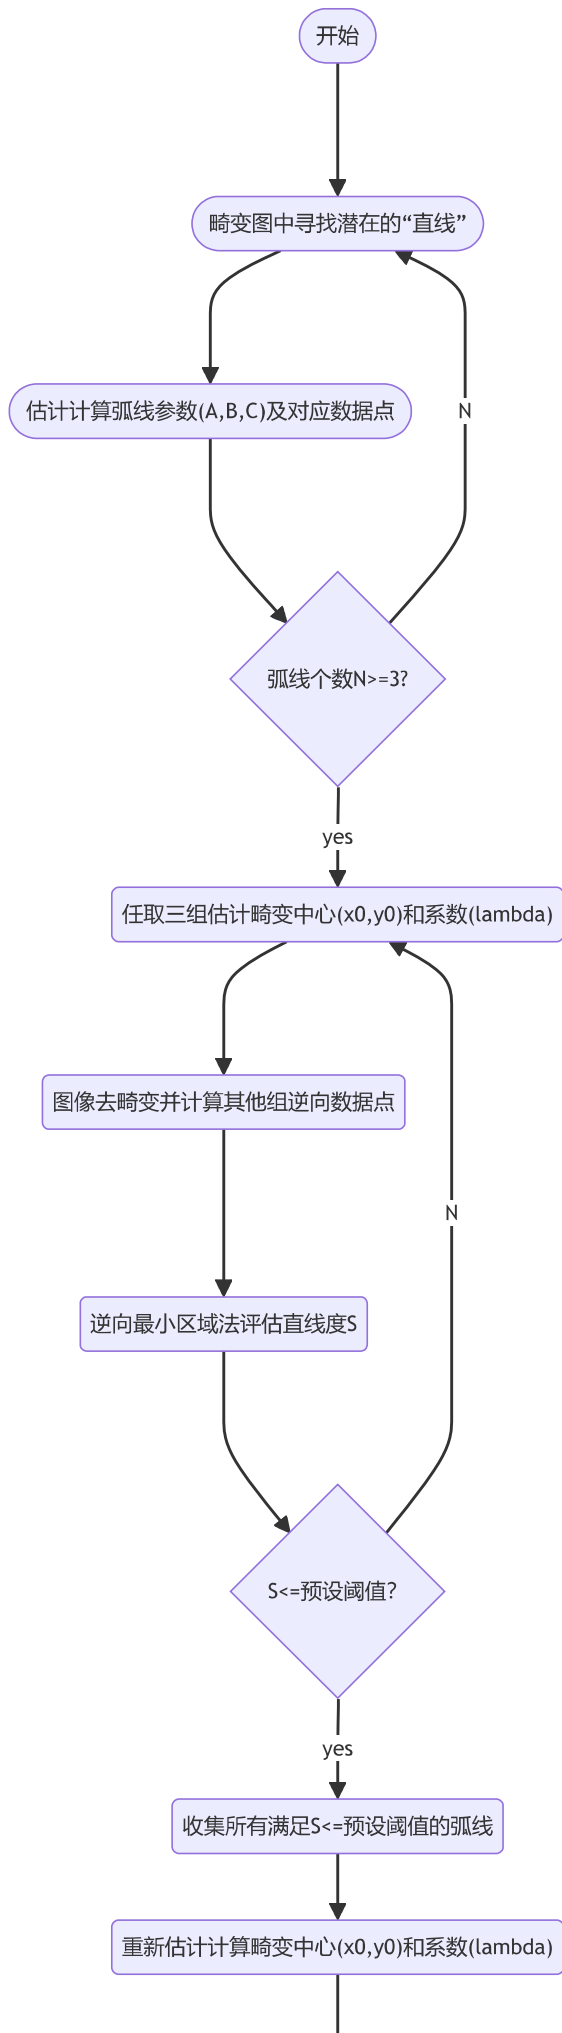 开始
畸变图中寻找潜在的“直线”
估计计算弧线参数(A,B,C)及对应数据点
N
弧线个数N>=3?
yes
任取三组估计畸变中心(x0,y0)和系数(lambda)
图像去畸变并计算其他组逆向数据点
N
逆向最小区域法评估直线度S
S<=预设阈值?
yes
收集所有满足S<=预设阈值的弧线
重新估计计算畸变中心(x0,y0)和系数(lambda)